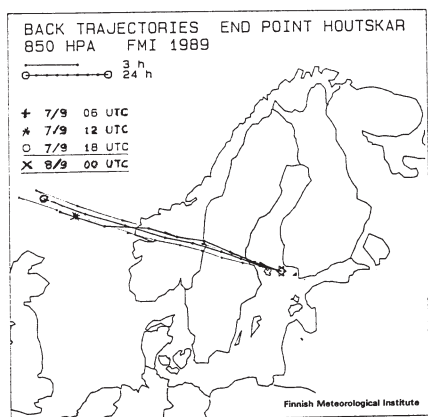 BACK TRAJECTORIES END POINT HOUTSKAR
850 HPA FMI 1989
3 h
24 h
+ 7/9 06 UTC
* 7/9 12 UTC
O 7/9 18 UTC
X 8/9 00 UTC
Finnish Meteorological Institute